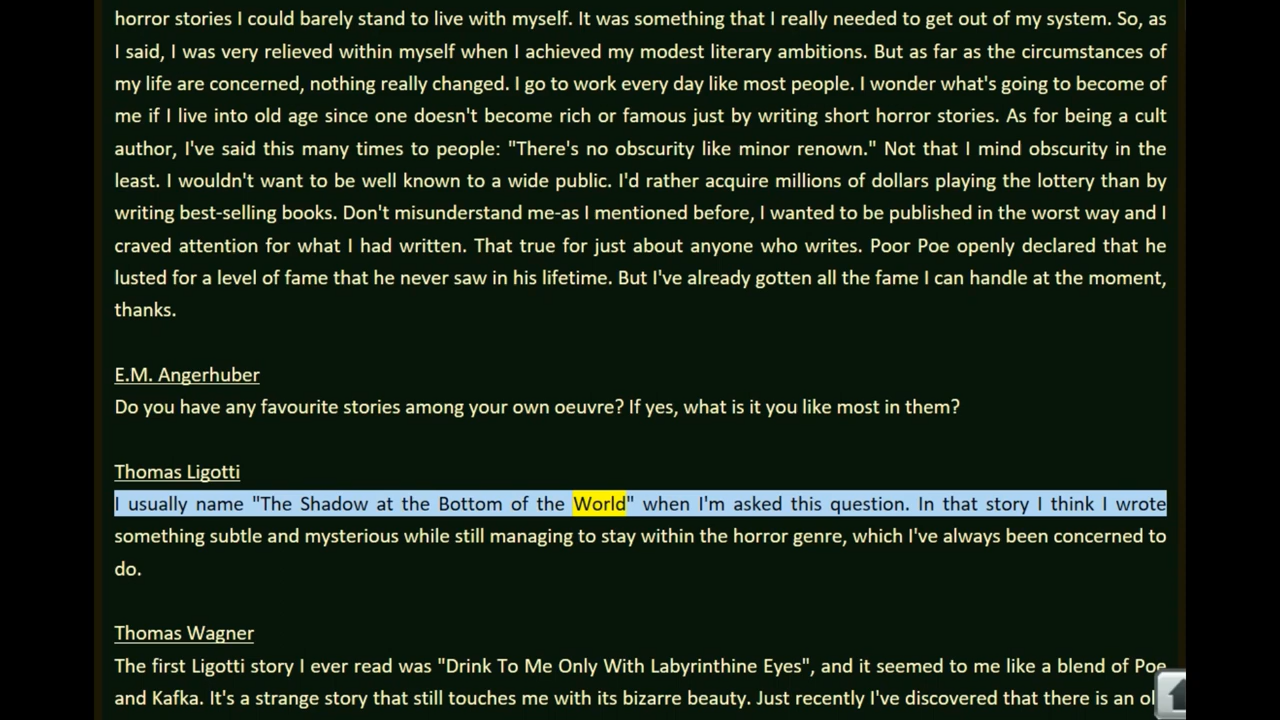 horror stories I could barely stand to live with myself. It was something that I really needed to get out of my system. So, as
I said, I was very relieved within myself when I achieved my modest literary ambitions. But as far as the circumstances of
my life are concerned, nothing really changed. I go to work every day like most people. I wonder what's going to become of
me if I live into old age since one doesn't become rich or famous just by writing short horror stories. As for being a cult
author, I've said this many times to people: "There's no obscurity like minor renown." Not that I mind obscurity in the
least. I wouldn't want to be well known to a wide public. I'd rather acquire millions of dollars playing the lottery than by
writing best-selling books. Don't misunderstand me-as I mentioned before, I wanted to be published in the worst way and I
craved attention for what I had written. That true for just about anyone who writes. Poor Poe openly declared that he
lusted for a level of fame that he never saw in his lifetime. But I've already gotten all the fame I can handle at the moment,
thanks.
E.M. Angerhuber
Do you have any favourite stories among your own oeuvre? If yes, what is it you like most in them?
Thomas Ligotti
I usually name "The Shadow at the Bottom of the World" when I'm asked this question. In that story I think I wrote
something subtle and mysterious while still managing to stay within the horror genre, which I've always been concerned to
do.
Thomas Wagner
The first Ligotti story I ever read was "Drink To Me Only With Labyrinthine Eyes", and it seemed to me like a blend of Poe
and Kafka. It's a strange story that still touches me with its bizarre beauty. Just recently I've discovered that there is an